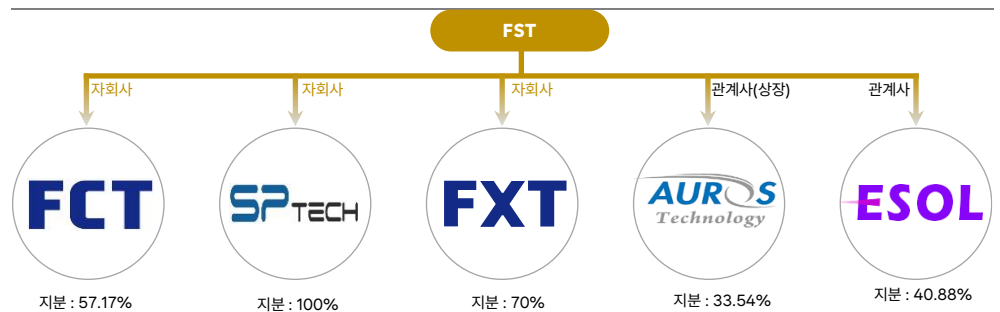 FST
자회사
자회사
자회사
관계사(상장)
관계사
FCT
SP TECH
FXT
AUROS
Technology
ESOL
지분 : 57.17%
지분 : 100%
지분 : 70%
지분 : 33.54%
지분 : 40.88%